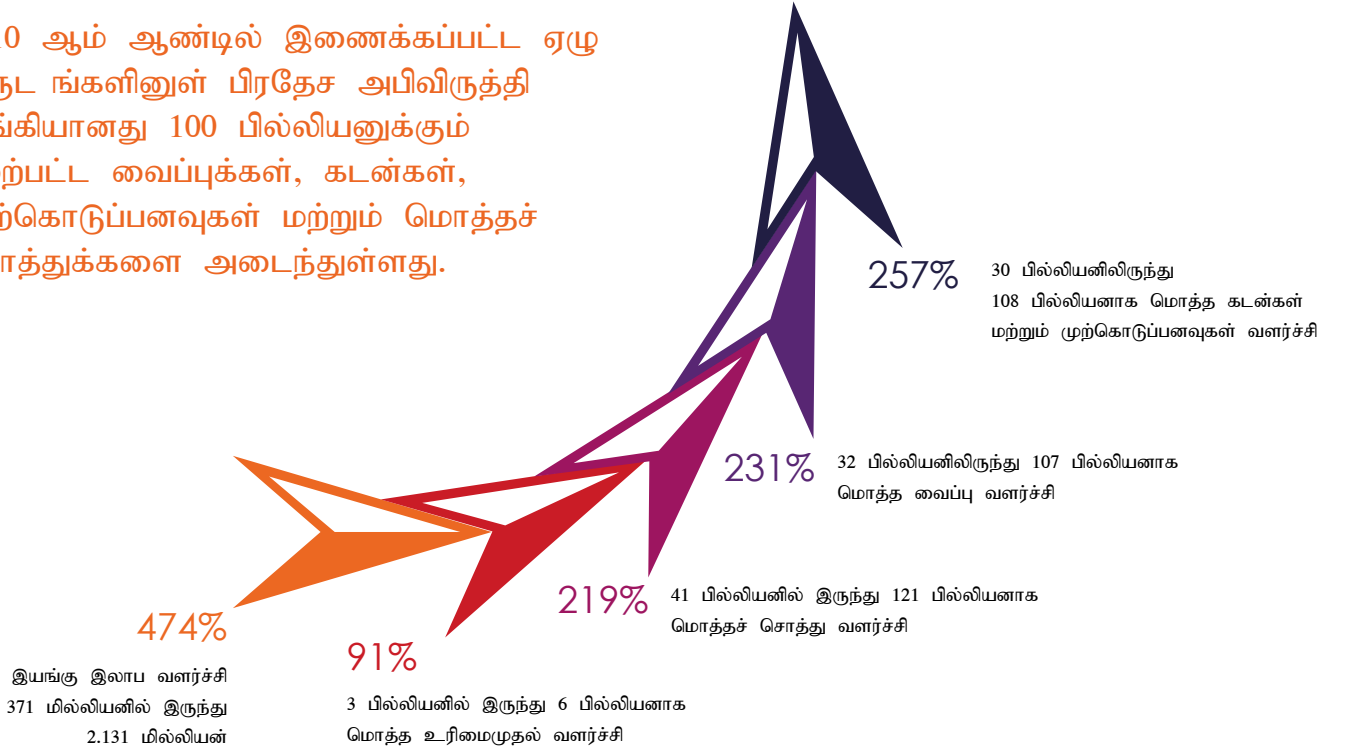 ஆம் ஆண்டில் இணைக்கப்பட்ட ஏழு
பிரதேச அபிவிருத்தி
100 பில்லியனுக்கும்
வைப்புக்கள், கடன்கள்,
மற்றும் மொத்தச்
அடைந்துள்ளது.
257%
30 பில்லியனிலிருந்து
108 பில்லியனாக மொத்த கடன்கள்
மற்றும் முற்கொடுப்பனவுகள் வளர்ச்சி
231%
32 பில்லியனிலிருந்து 107 பில்லியனாக
மொத்த வைப்பு வளர்ச்சி
219%
41 பில்லியனில் இருந்து 121 பில்லியனாக
மொத்தச் சொத்து வளர்ச்சி
474%
இயங்கு இலாப வளர்ச்சி
371 மில்லியனில் இருந்து
2.131 மில்லியன்
91%
3 பில்லியனில் இருந்து 6 பில்லியனாக
மொத்த உரிமைமுதல் வளர்ச்சி